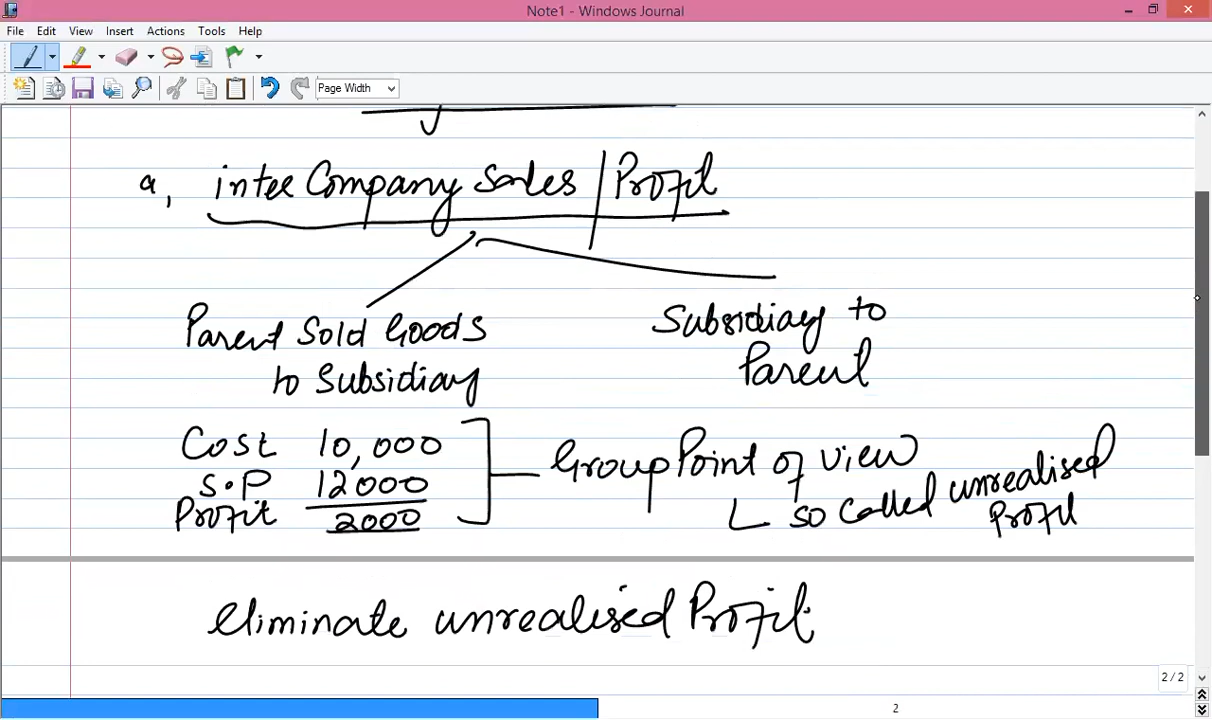 Note1 - Windows Journal
File Edit View Insert Actions Tools Help
Page Width
a, inter Company Sales | Profit
Parent Sold Goods
to Subsidiary
Subsidiary to
Parent
Cost 10,000
S.P 12000
Profit 2000
Group Point of view
so called unrealised
Profit
eliminate unrealised Profit
2 / 2
2